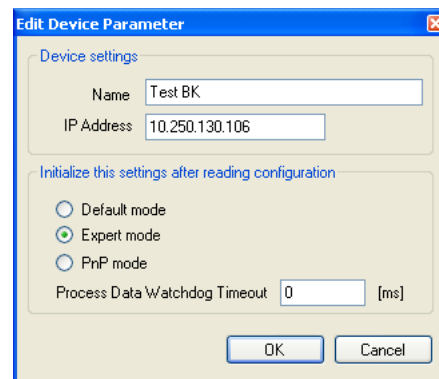 Edit Device Parameter
Device settings
Name Test BK
IP Address 10.250.130.106
Initialize this settings after reading configuration
Default mode
Expert mode
PnP mode
Process Data Watchdog Timeout 0 [ms]
OK Cancel